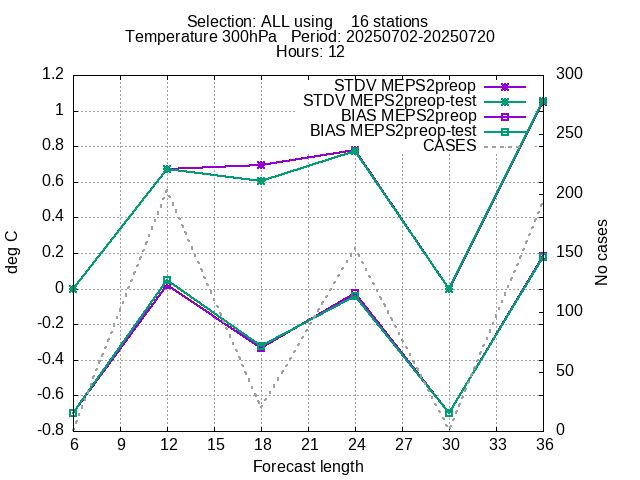 Selection: ALL using    16 stations
Temperature 300hPa   Period: 20250702-20250720
Hours: 12
STDV MEPS2preop
STDV MEPS2preop-test
BIAS MEPS2preop
BIAS MEPS2preop-test
CASES
deg C
1.2
1
0.8
0.6
0.4
0.2
0
-0.2
-0.4
-0.6
-0.8
No cases
300
250
200
150
100
50
0
6 9 12 15 18 21 24 27 30 33 36
Forecast length